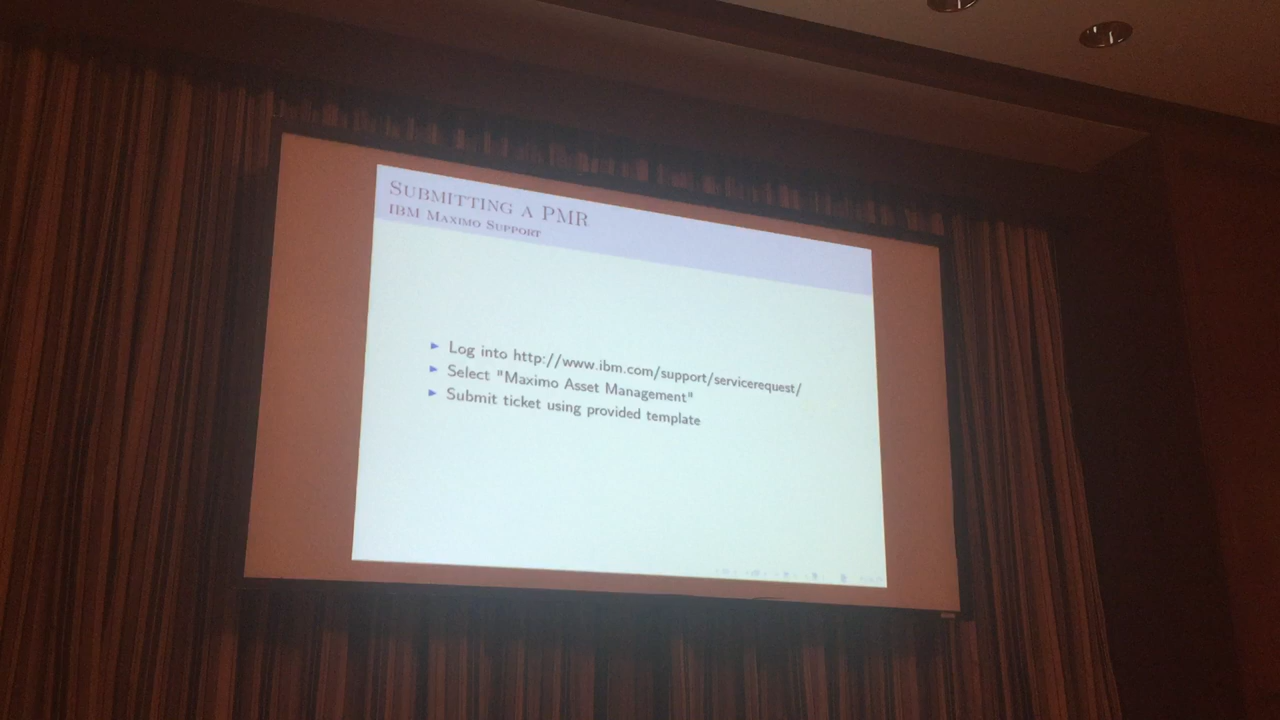 Submitting a PMR
IBM Maximo Support
Log into http://www.ibm.com/support/servicerequest/
Select "Maximo Asset Management"
Submit ticket using provided template